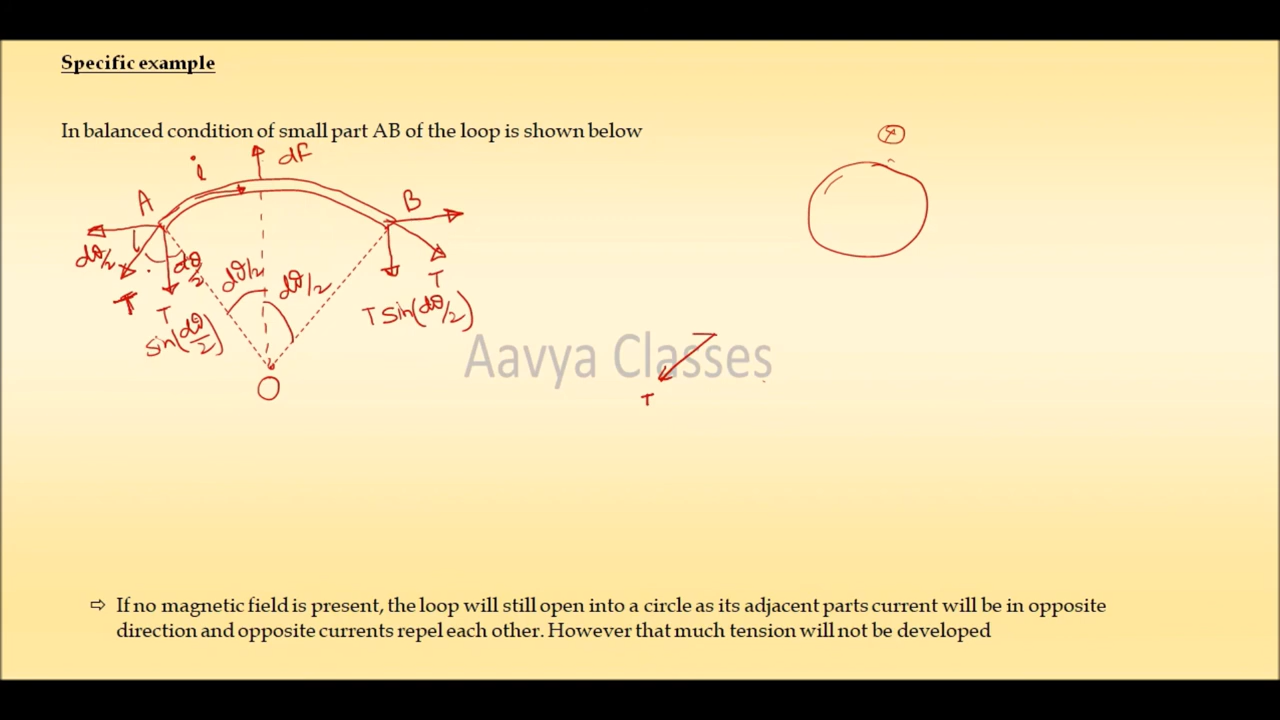 Specific example
In balanced condition of small part AB of the loop is shown below
i
dF
A
B
dθ/2
dθ/2
dθ/2
dθ/2
T
T
sin(dθ/2)
T
T sin(dθ/2)
O
T
Aavya Classes
⇨ If no magnetic field is present, the loop will still open into a circle as its adjacent parts current will be in opposite
direction and opposite currents repel each other. However that much tension will not be developed